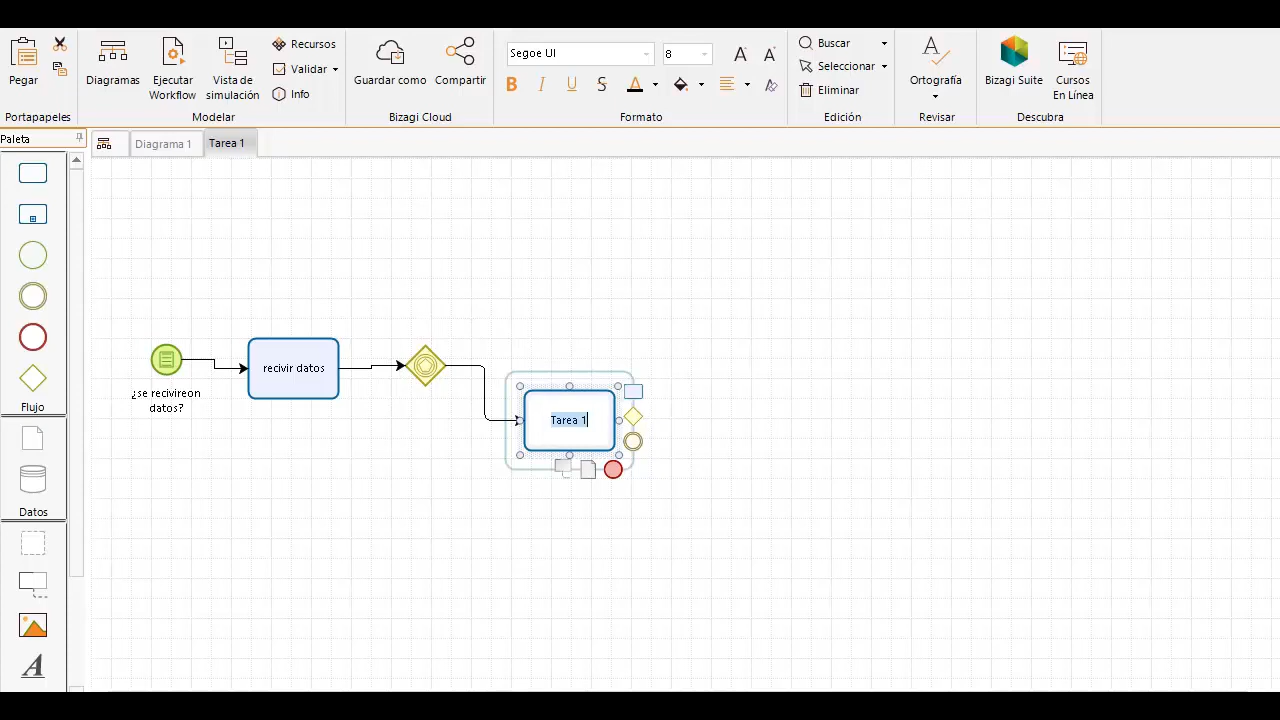 Pegar
Portapapeles
Diagramas
Ejecutar
Workflow
Vista de
simulación
Recursos
Validar
Info
Modelar
Guardar como
Compartir
Bizagi Cloud
Segoe UI
8
A
A
B
I
U
S
A
Formato
Buscar
Seleccionar
Eliminar
Edición
A
Ortografía
Revisar
Bizagi Suite
Cursos
En Línea
Descubra
Paleta
Diagrama 1
Tarea 1
Flujo
Datos
A
¿se recivireon
datos?
recivir datos
Tarea 1